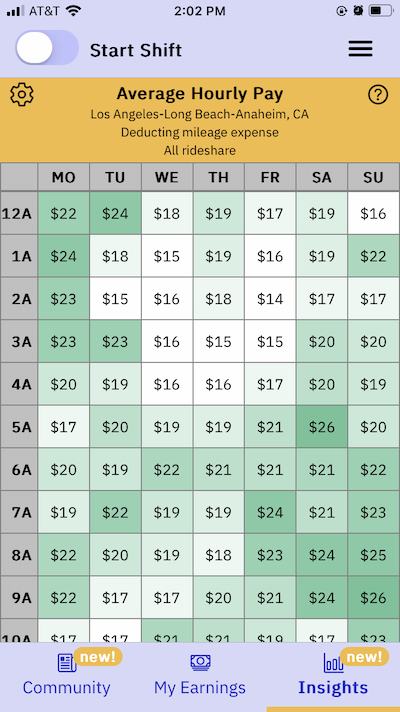 AT&T 2:02 PM
Start Shift
Average Hourly Pay
Los Angeles-Long Beach-Anaheim, CA
Deducting mileage expense
All rideshare
MO TU WE TH FR SA SU
12A $22 $24 $18 $19 $17 $19 $16
1A $24 $18 $15 $19 $16 $19 $22
2A $23 $15 $16 $18 $14 $17 $17
3A $23 $23 $16 $15 $15 $20 $20
4A $20 $19 $16 $16 $17 $20 $19
5A $17 $20 $19 $19 $21 $26 $20
6A $20 $19 $22 $21 $21 $21 $22
7A $19 $22 $19 $19 $24 $21 $23
8A $22 $20 $19 $18 $23 $24 $25
9A $22 $17 $17 $20 $21 $24 $26
10A $17 $17 $21 $21 $19 $17 $23
new! new!
Community My Earnings Insights